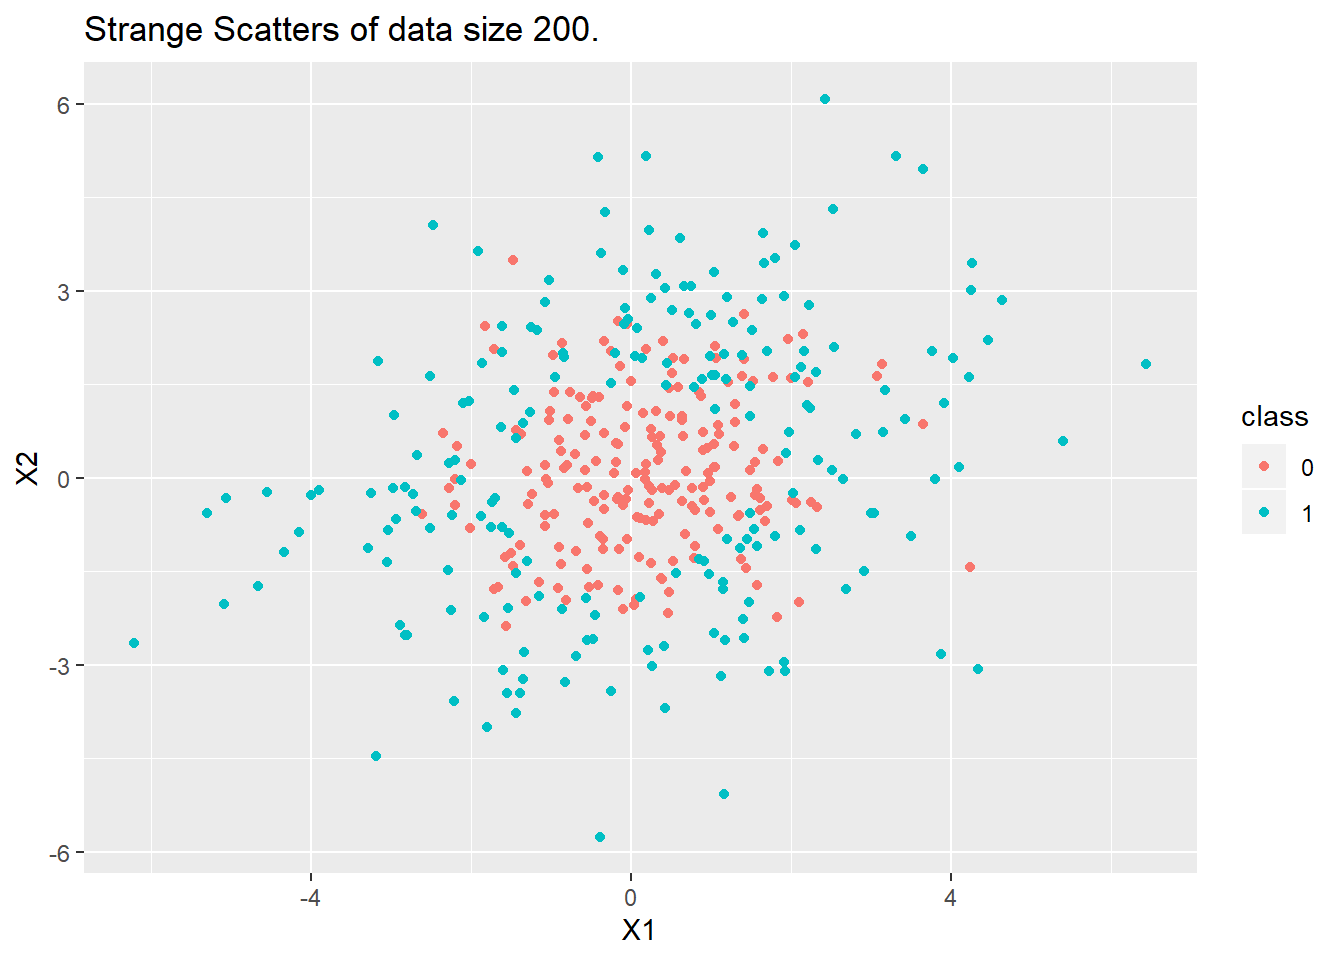 Strange Scatters of data size 200.
6
3
0
-3
-6
X2
-4
0
4
X1
class
0
1